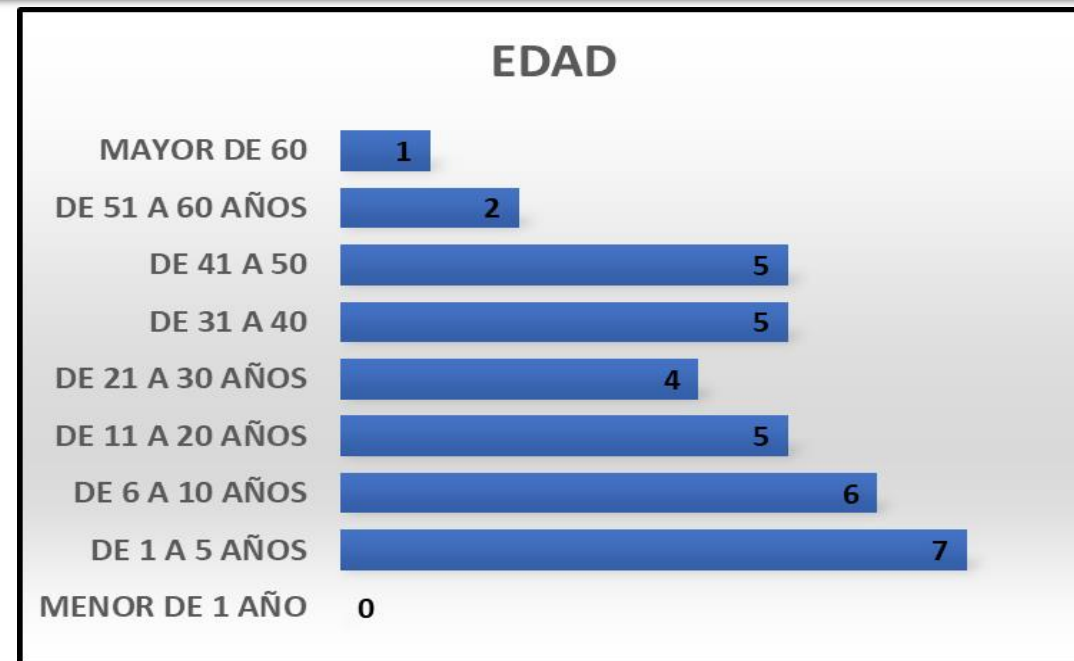 EDAD
MAYOR DE 60 1
DE 51 A 60 AÑOS 2
DE 41 A 50 5
DE 31 A 40 5
DE 21 A 30 AÑOS 4
DE 11 A 20 AÑOS 5
DE 6 A 10 AÑOS 6
DE 1 A 5 AÑOS 7
MENOR DE 1 AÑO 0